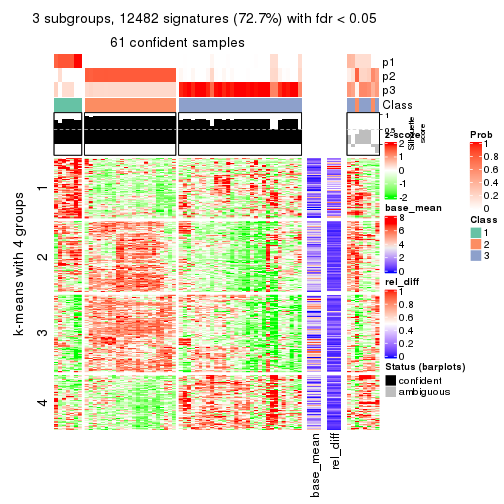 3 subgroups, 12482 signatures (72.7%) with fdr < 0.05
61 confident samples
p1
p2
p3
Class
1
0.5
Silhouette
score
k-means with 4 groups
1
2
3
4
base_mean
rel_diff
z-score
2
1
0
-1
-2
base_mean
8
6
4
2
0
rel_diff
1
0.8
0.6
0.4
0.2
0
Status (barplots)
confident
ambiguous
Prob
1
0.8
0.6
0.4
0.2
0
Class
1
2
3